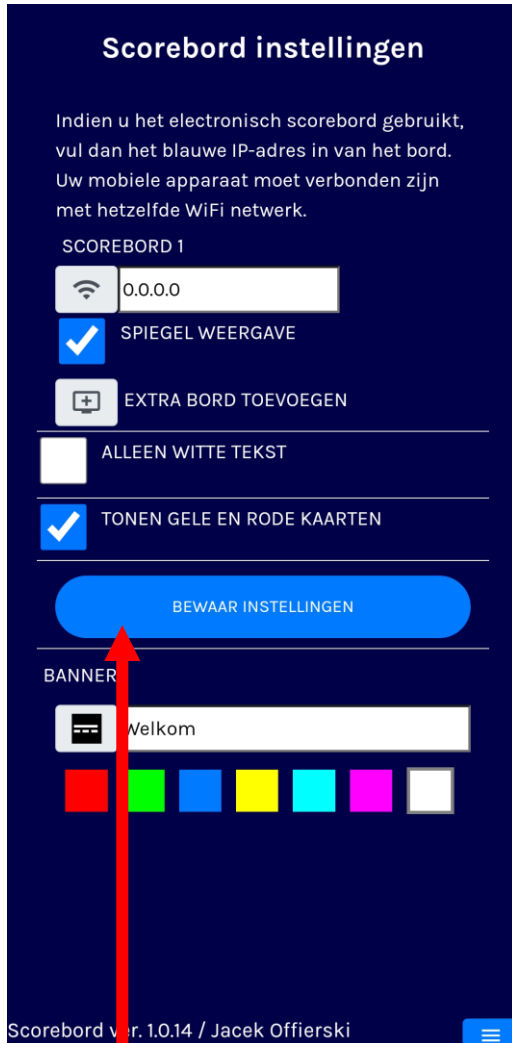 Scorebord instellingen
Indien u het electronisch scorebord gebruikt,
vul dan het blauwe IP-adres in van het bord.
Uw mobiele apparaat moet verbonden zijn
met hetzelfde WiFi netwerk.
SCOREBORD 1
0.0.0.0
SPIEGEL WEERGAVE
EXTRA BORD TOEVOEGEN
ALLEEN WITTE TEKST
TONEN GELE EN RODE KAARTEN
BEWAAR INSTELLINGEN
BANNER
Welkom
Scorebord ver. 1.0.14 / Jacek Offierski